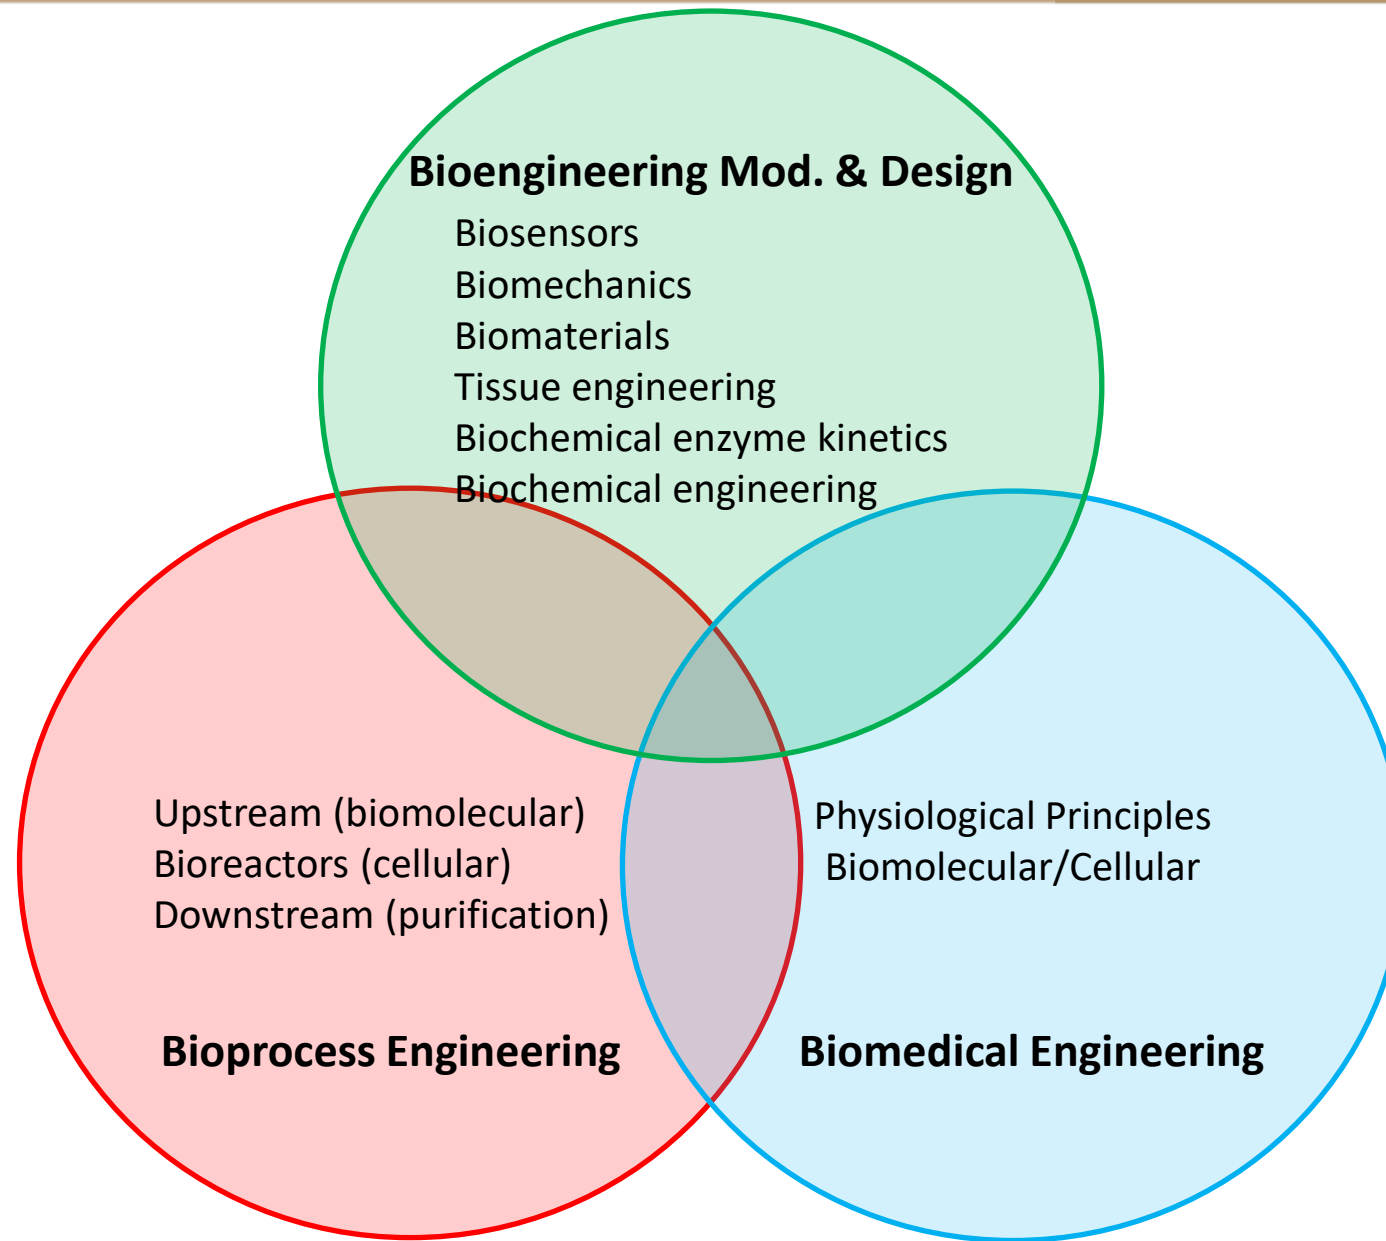 Bioengineering Mod. & Design
Biosensors
Biomechanics
Biomaterials
Tissue engineering
Biochemical enzyme kinetics
Biochemical engineering
Upstream (biomolecular)
Bioreactors (cellular)
Downstream (purification)
Bioprocess Engineering
Physiological Principles
Biomolecular/Cellular
Biomedical Engineering